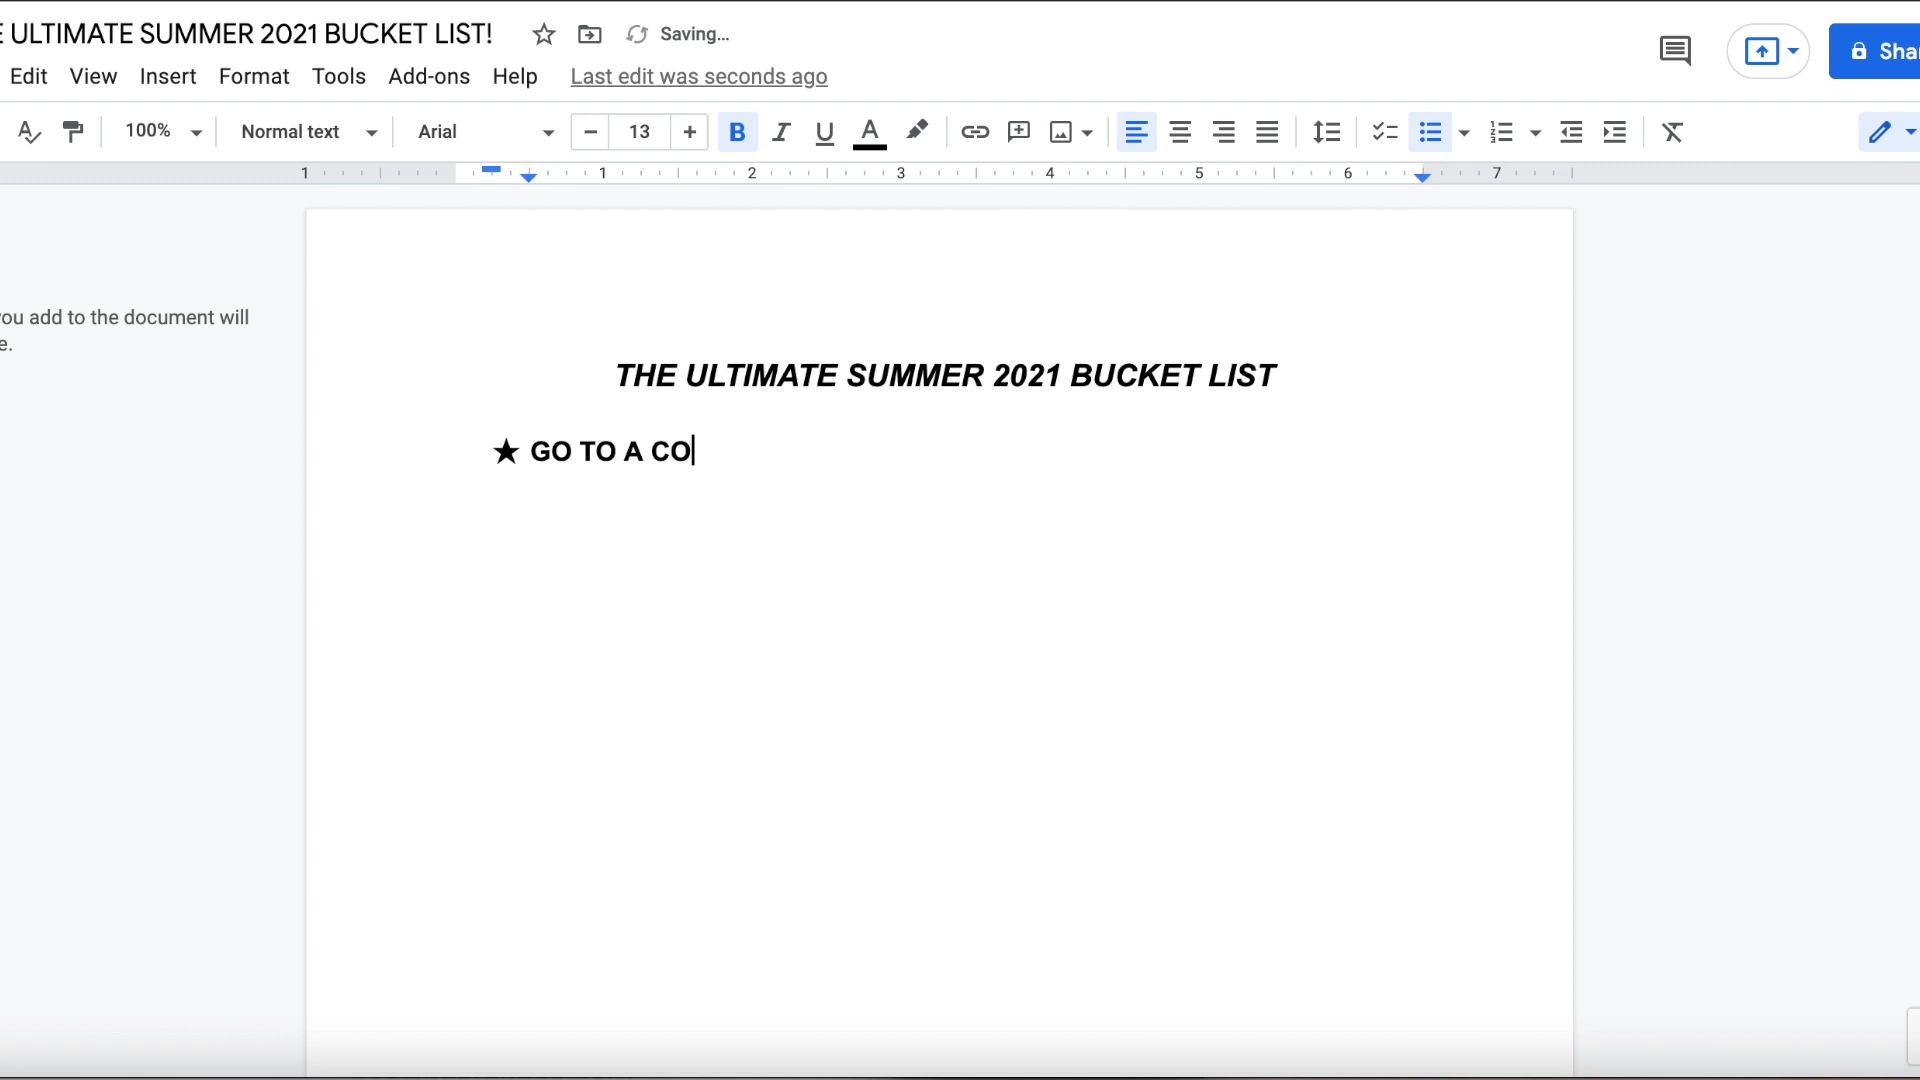 E ULTIMATE SUMMER 2021 BUCKET LIST!
Saving...
Edit View Insert Format Tools Add-ons Help Last edit was seconds ago
Shar
100% Normal text Arial 13
1 1 2 3 4 5 6 7
you add to the document will
e.
THE ULTIMATE SUMMER 2021 BUCKET LIST
★ GO TO A CO